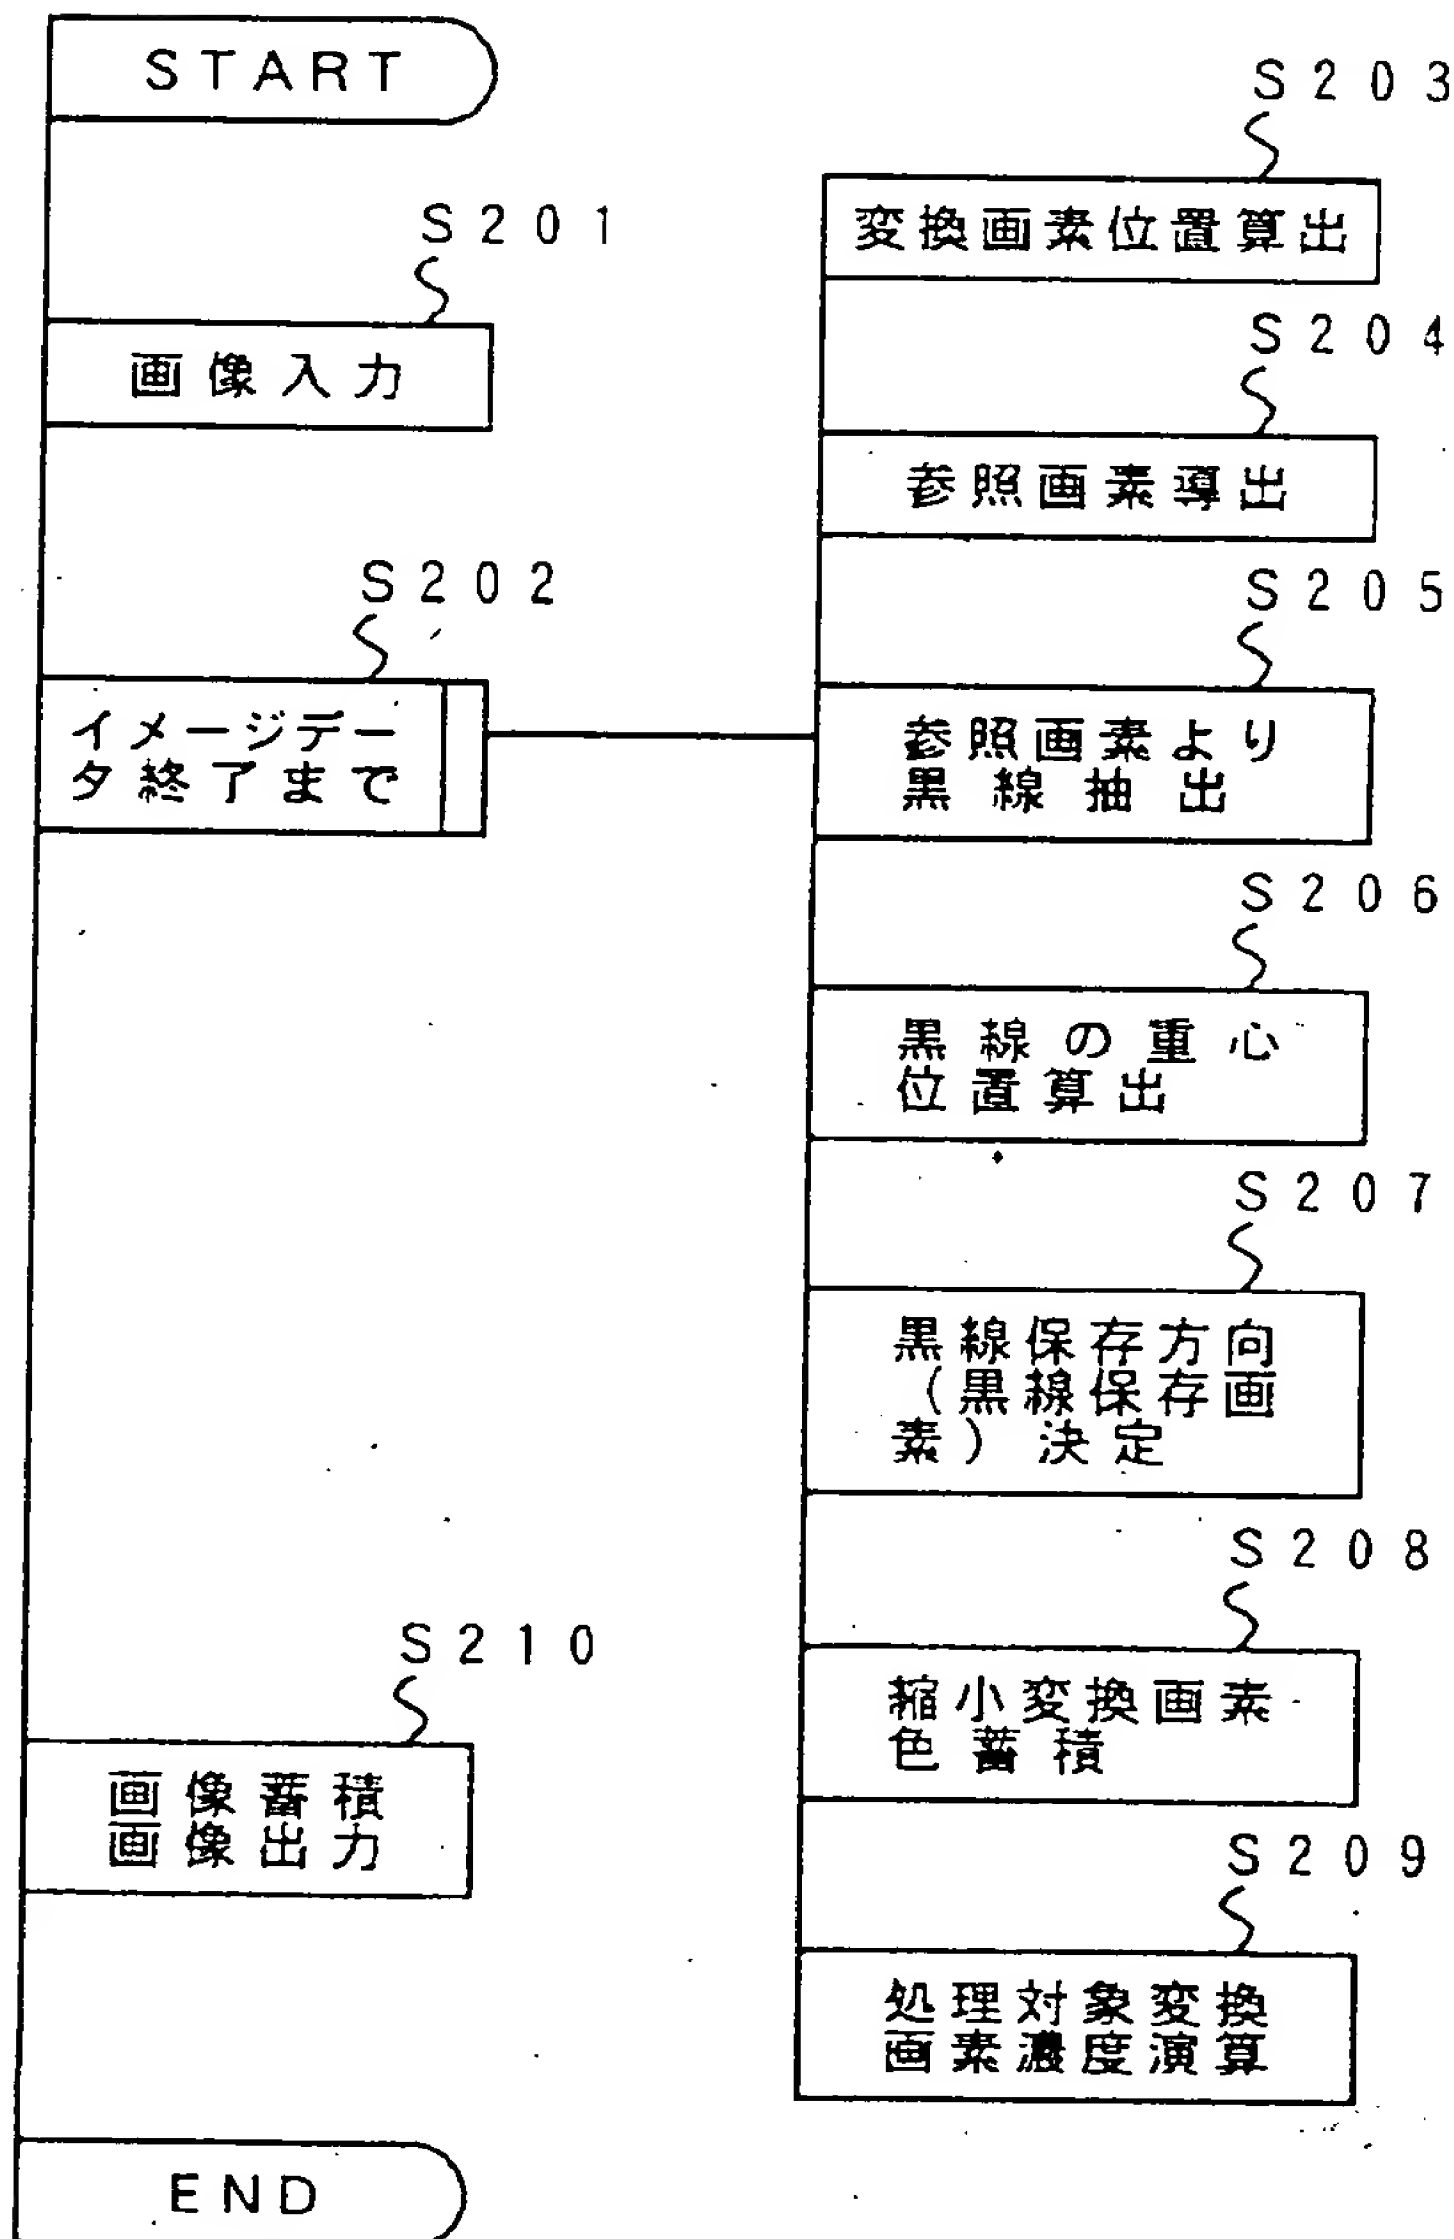 START
S201
画像入力
S202
イメージデー
タ終了まで
S203
変換画素位置算出
S204
参照画素導出
S205
参照画素より
黒線抽出
S206
黒線の重心
位置算出
S207
黒線保存方向
(黒線保存画
素)決定
S208
縮小変換画素
色蓄積
S209
処理対象変換
画素濃度演算
S210
画像蓄積
画像出力
END